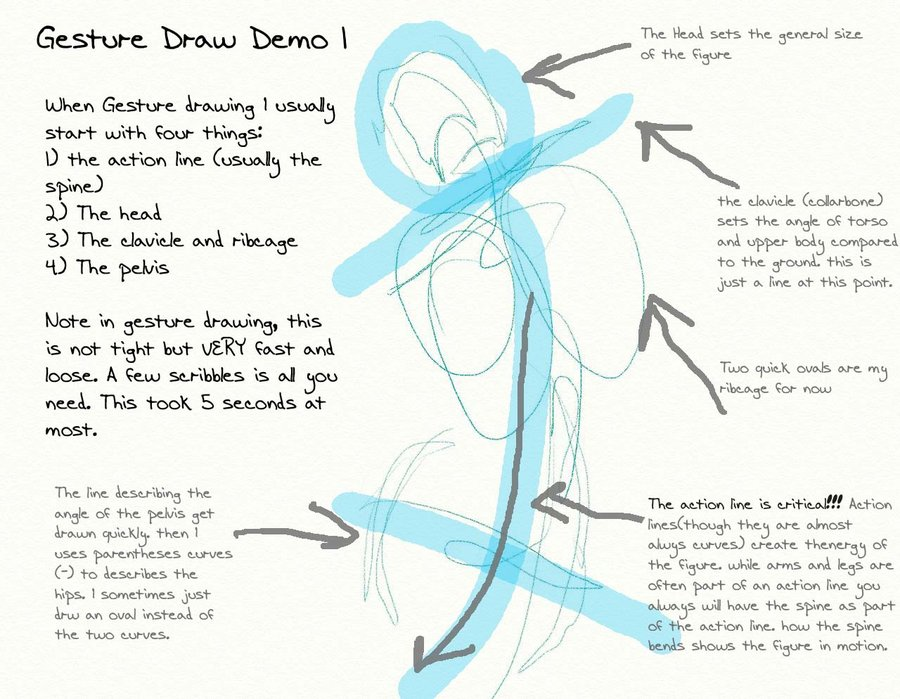 Gesture Draw Demo 1
When Gesture drawing I usually
start with four things:
1) the action line (usually the
spine)
2) The head
3) The clavicle and ribcage
4) The pelvis
Note in gesture drawing, this
is not tight but VERY fast and
loose. A few scribbles is all you
need. This took 5 seconds at
most.
The Head sets the general size
of the figure
the clavicle (collarbone)
sets the angle of torso
and upper body compared
to the ground. this is
just a line at this point.
Two quick ovals are my
ribcage for now
The line describing the
angle of the pelvis get
drawn quickly. then I
uses parentheses curves
(-) to describes the
hips. I sometimes just
drw an oval instead of
the two curves.
The action line is critical!!! Action
lines(though they are almost
alwys curves) create thenergy of
the figure. while arms and legs are
often part of an action line you
always will have the spine as part
of the action line. how the spine
bends shows the figure in motion.